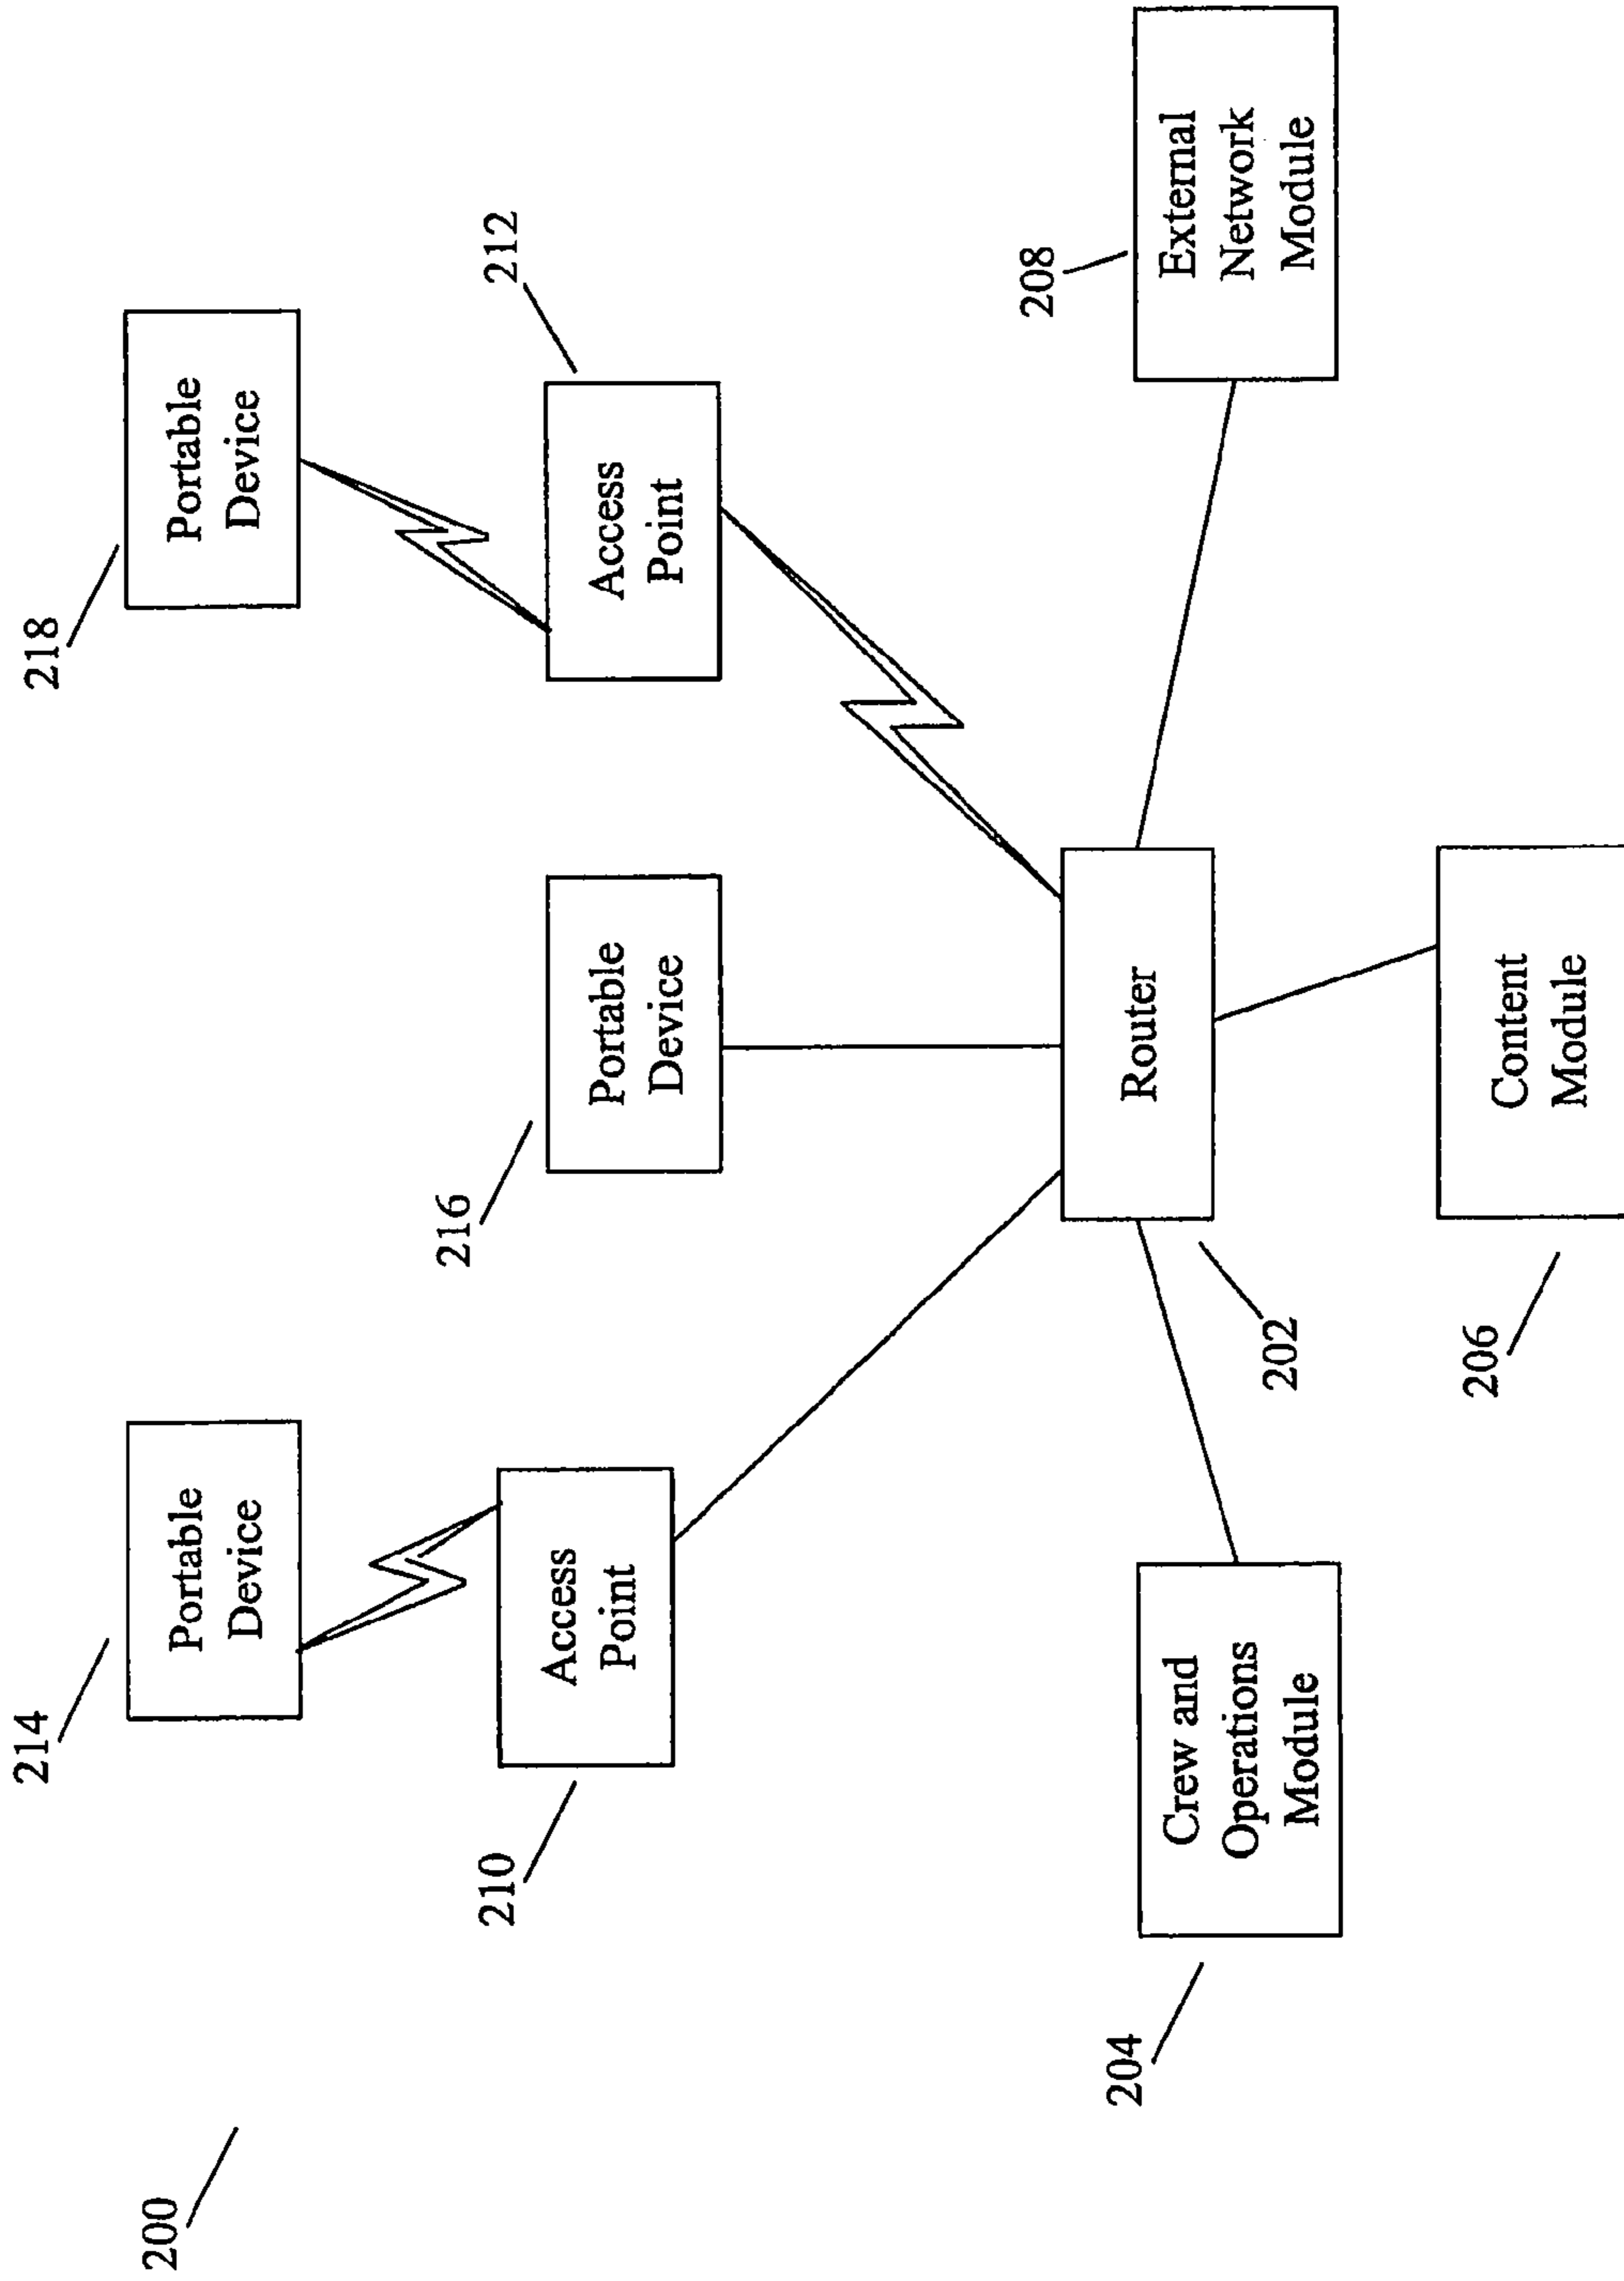 200
214
Portable
Device
218
Portable
Device
216
Portable
Device
210
Access
Point
212
Access
Point
204
Crew and
Operations
Module
202
Router
208
External
Network
Module
206
Content
Module